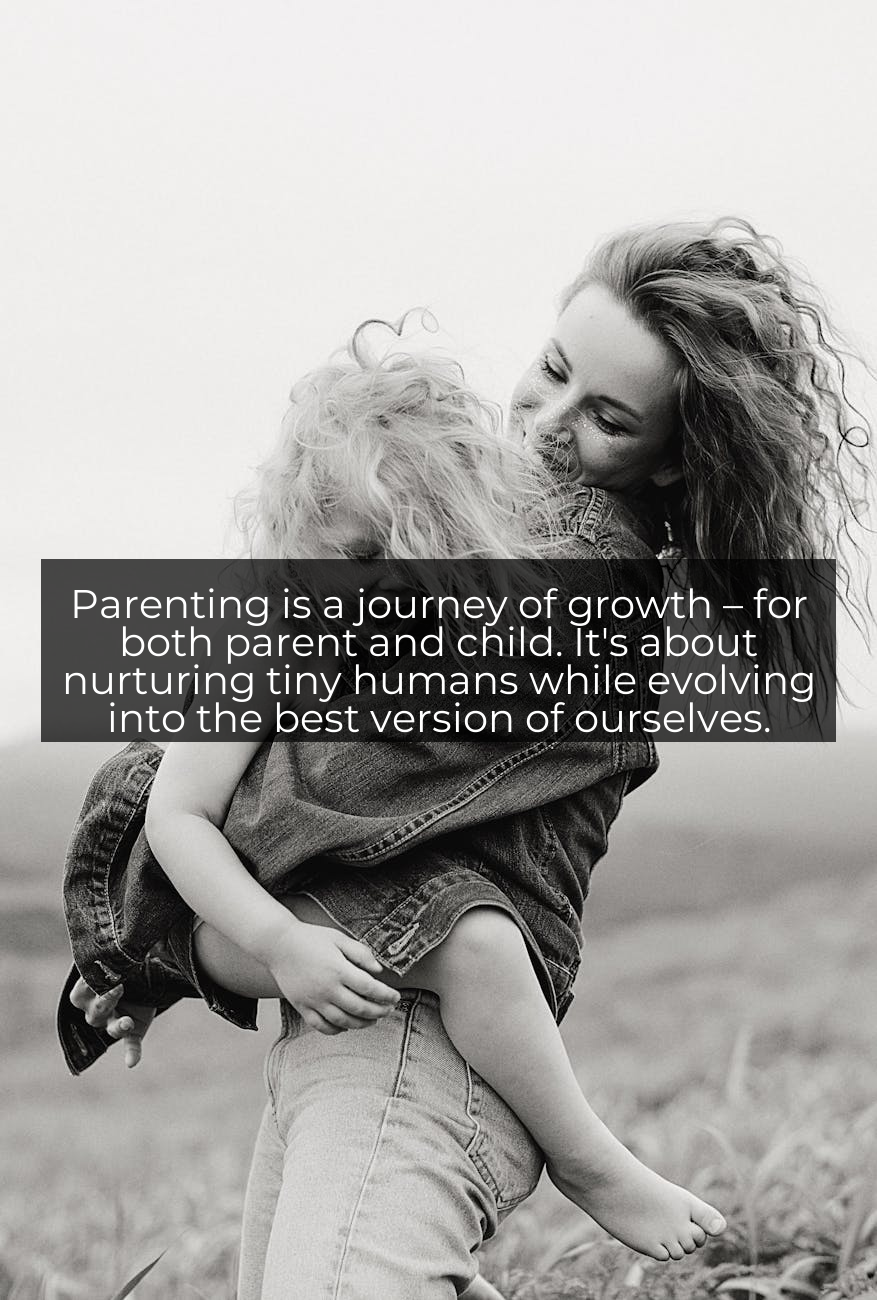 Parenting is a journey of growth – for
both parent and child. It's about
nurturing tiny humans while evolving
into the best version of ourselves.